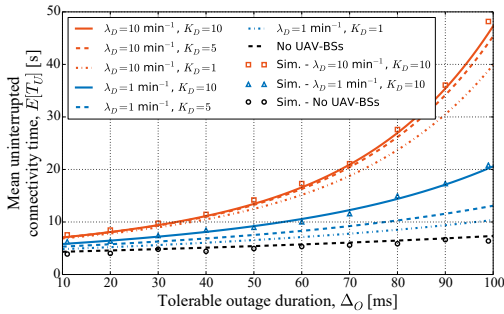 50
40
30
20
10
0
Mean uninterrupted
connectivity time, E[T_U] [s]
λ_D=10 min⁻¹, K_D=10
λ_D=10 min⁻¹, K_D=5
λ_D=10 min⁻¹, K_D=1
λ_D=1 min⁻¹, K_D=10
λ_D=1 min⁻¹, K_D=5
λ_D=1 min⁻¹, K_D=1
No UAV-BSs
Sim. - λ_D=10 min⁻¹, K_D=10
Sim. - λ_D=1 min⁻¹, K_D=10
Sim. - No UAV-BSs
10 20 30 40 50 60 70 80 90 100
Tolerable outage duration, Δ_O [ms]